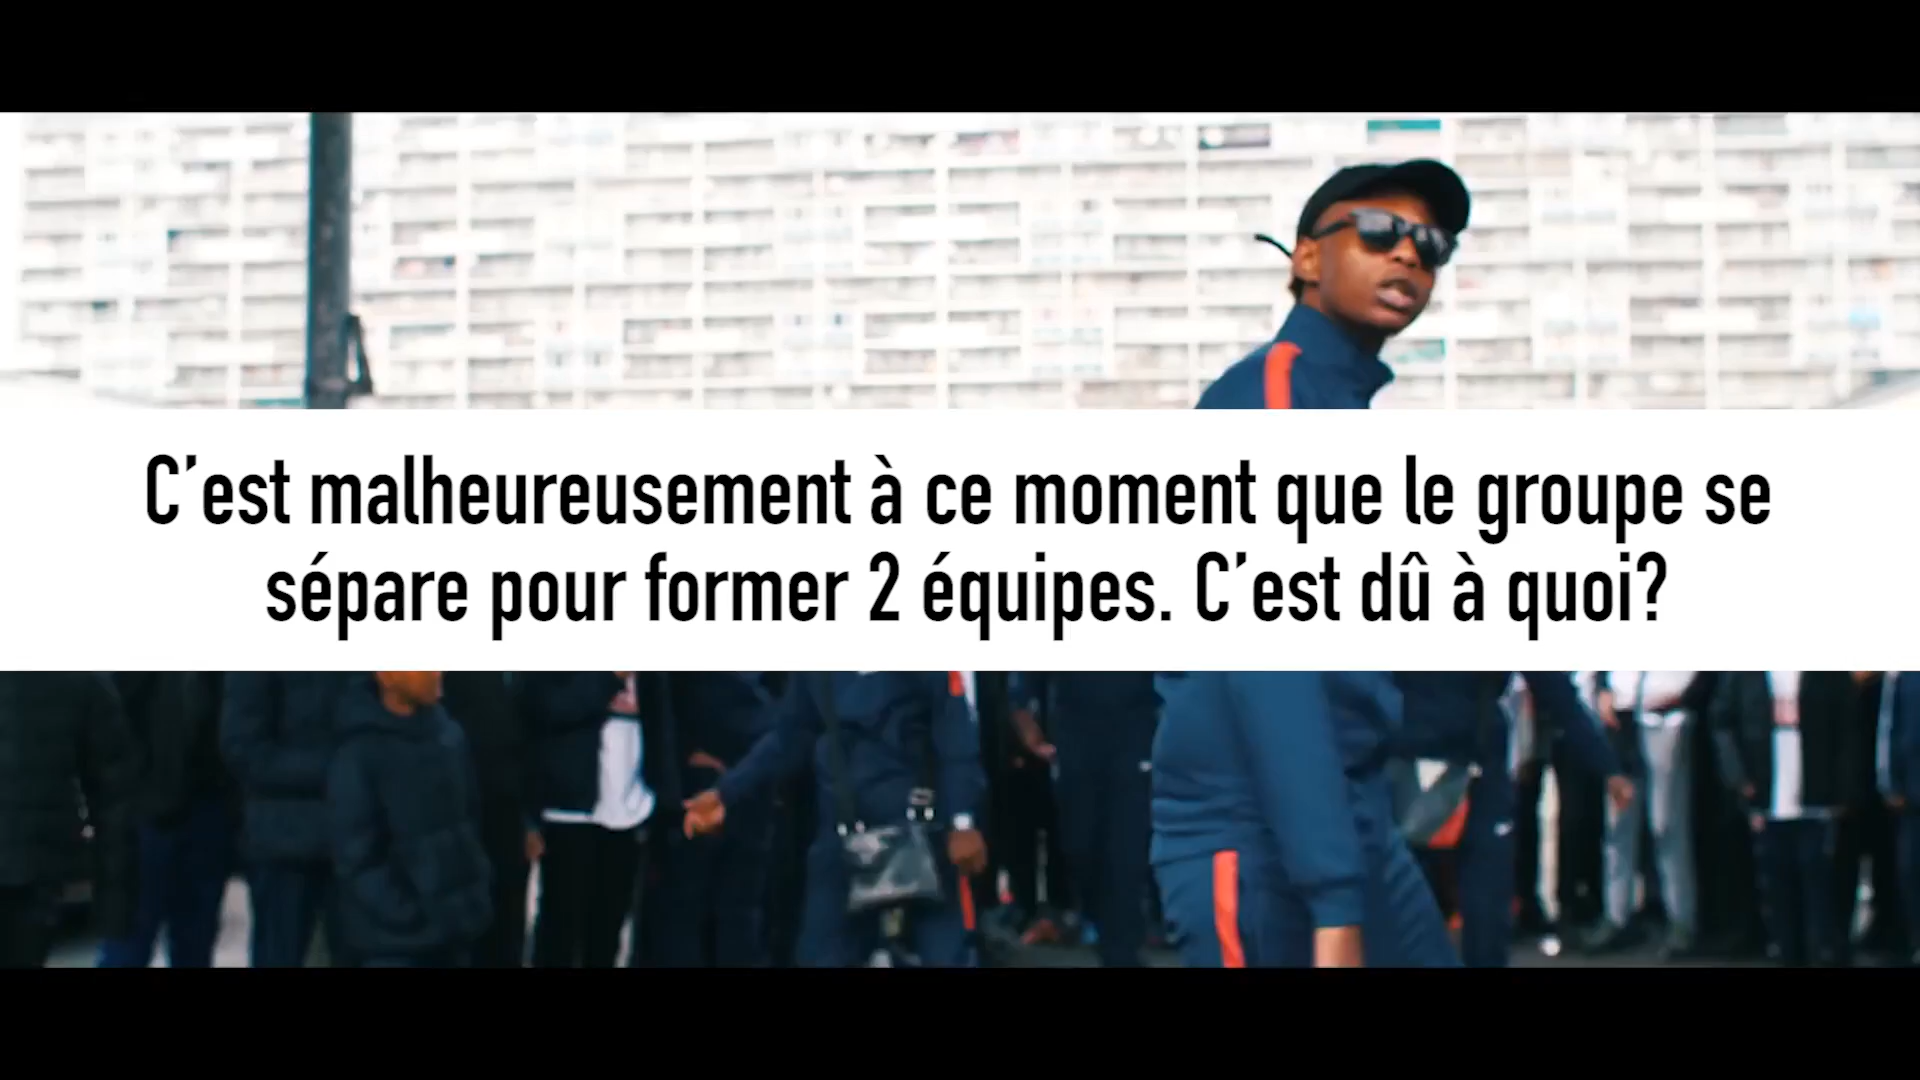 C’est malheureusement à ce moment que le groupe se
sépare pour former 2 équipes. C’est dû à quoi?